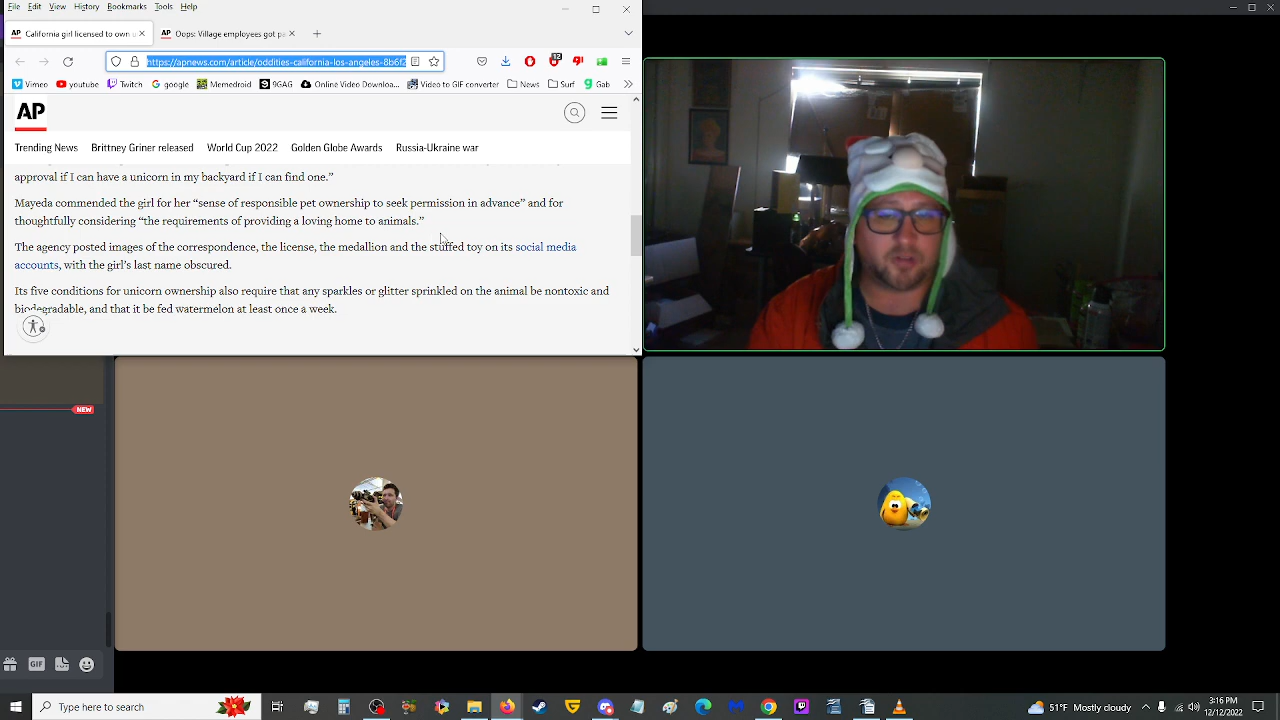 File Edit View History Bookmarks Tools Help
AP California girl licensed to own u
AP Oops: Village employees got pa
https://apnews.com/article/oddities-california-los-angeles-8b6f2
Vimeo youtube Twitch google Memedroid 9GAG Online Video Downloa... Video to GIF converter News Surf Gab
AP
Trending News Brittney Griner released World Cup 2022 Golden Globe Awards Russia-Ukraine war
approval if I can have a unicorn in my backyard if I can find one.”
Mayeda commended the girl for her “sense of responsible pet ownership to seek permission in advance” and for
thoughtfully considering “the requirements of providing a loving home to animals.”
The agency posted images of the correspondence, the license, the medallion and the stuffed toy on its social media
accounts, with the girl’s last name obscured.
Its five conditions for unicorn ownership also require that any sparkles or glitter sprinkled on the animal be nontoxic and
biodegradable, and that it be fed watermelon at least once a week.
NEW
GIF
Type here to search
51°F Mostly cloudy
3:16 PM
12/12/2022